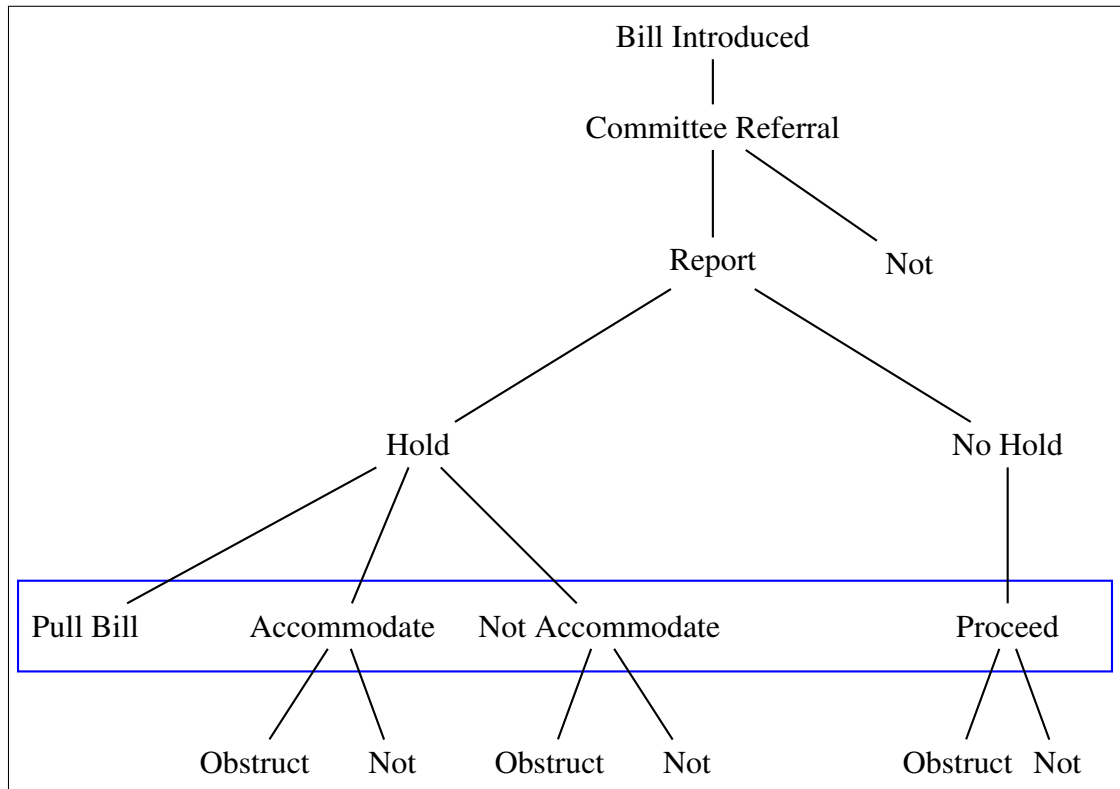 Bill Introduced
Committee Referral
Report
Not
Hold
No Hold
Pull Bill
Accommodate
Not Accommodate
Proceed
Obstruct
Not
Obstruct
Not
Obstruct
Not